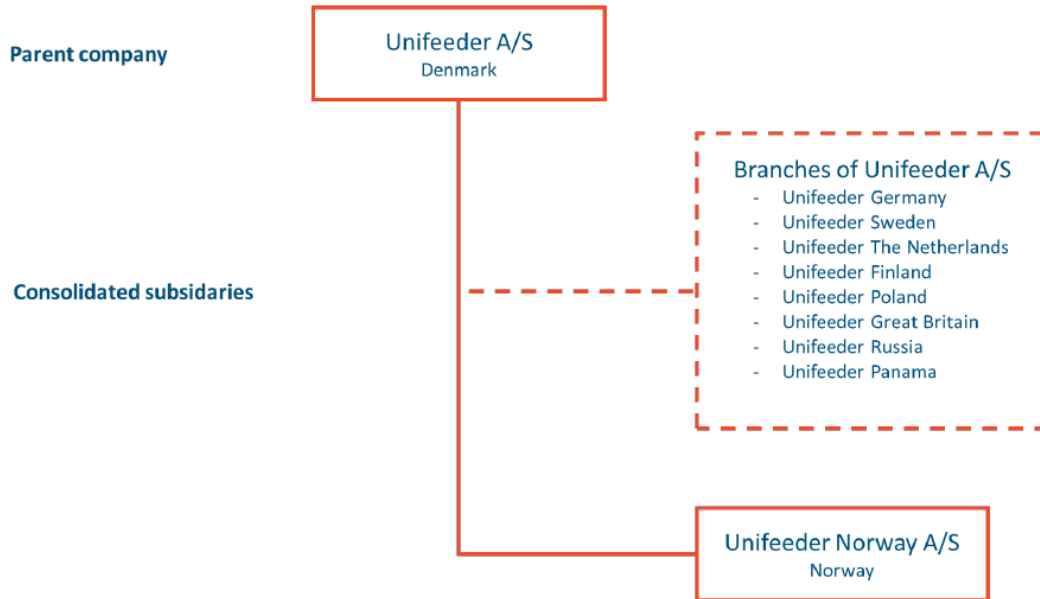 Parent company
Unifeeder A/S
Denmark
Branches of Unifeeder A/S
- Unifeeder Germany
- Unifeeder Sweden
- Unifeeder The Netherlands
- Unifeeder Finland
- Unifeeder Poland
- Unifeeder Great Britain
- Unifeeder Russia
- Unifeeder Panama
Consolidated subsidaries
Unifeeder Norway A/S
Norway